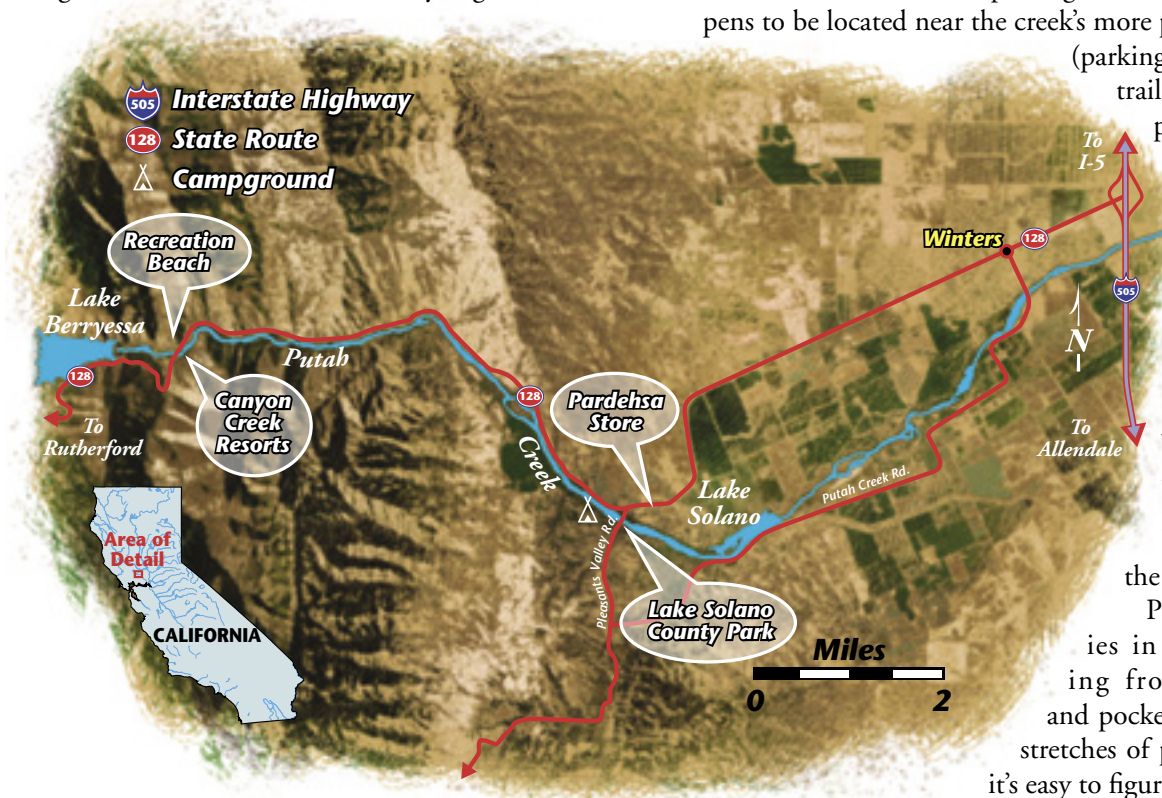 pens to be located near the creek's more
(parking
trail
To
I-5
505 Interstate Highway
128 State Route
Campground
Recreation
Beach
Winters
128
505
Lake
Berryessa
N
Putah
128
128
Canyon
Creek
Resorts
Pardehsa
Store
To
Rutherford
To
Allendale
Creek
Lake
Solano
Putah Creek Rd.
Pleasants Valley Rd.
Area of
Detail
CALIFORNIA
Lake Solano
County Park
Miles
0 2
the
P
ies in
ing fro
and pocke
stretches of p
it's easy to figur